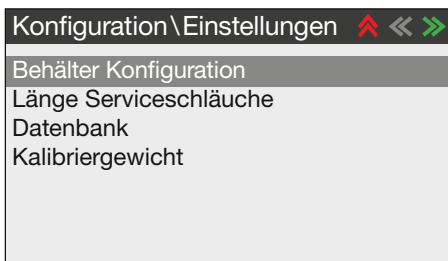 Konfiguration\Einstellungen
Behälter Konfiguration
Länge Serviceschläuche
Datenbank
Kalibriergewicht